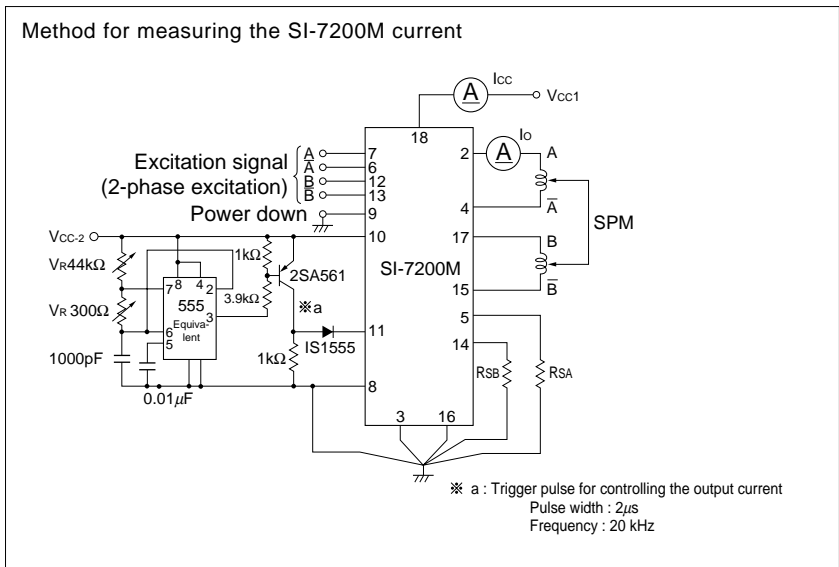 Method for measuring the SI-7200M current
ICC
A
VCC1
18
IO
Excitation signal
(2-phase excitation)
A
7
A̅
6
B
12
B̅
13
Power down
9
2
A
A
4
A̅
SPM
17
B
15
B̅
SI-7200M
VCC-2
10
VR44kΩ
1kΩ
2SA561
8
4
2
7
555
Equiva-
lent
3
3.9kΩ
※a
VR 300Ω
6
5
11
IS1555
1kΩ
1000pF
0.01μF
8
5
14
RSB
RSA
3
16
※ a : Trigger pulse for controlling the output current
Pulse width : 2μs
Frequency : 20 kHz